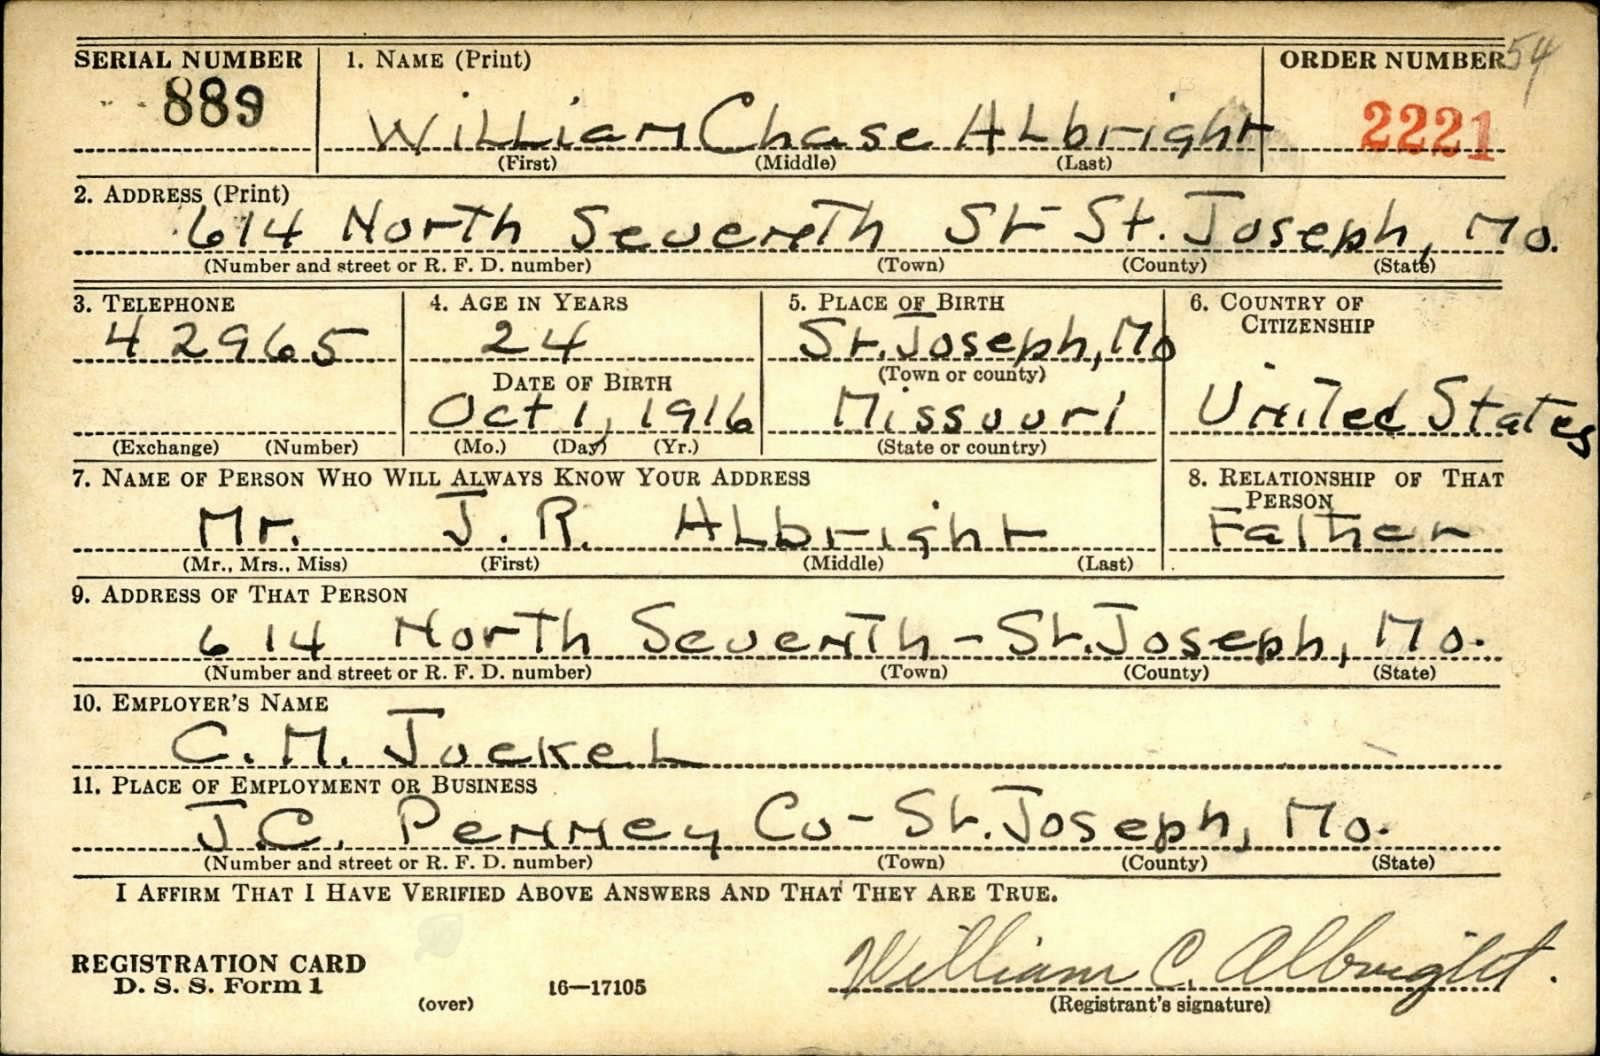 SERIAL NUMBER 1. NAME (Print) ORDER NUMBER 54
889 William Chase Albright 2221
(First) (Middle) (Last)
2. ADDRESS (Print)
614 North Seventh St St. Joseph, Mo.
(Number and street or R. F. D. number) (Town) (County) (State)
3. TELEPHONE 4. AGE IN YEARS 5. PLACE OF BIRTH 6. COUNTRY OF CITIZENSHIP
42965 24 St. Joseph, Mo
(Town or county)
DATE OF BIRTH
Oct 1, 1916 Missouri United States
(Exchange) (Number) (Mo.) (Day) (Yr.) (State or country)
7. NAME OF PERSON WHO WILL ALWAYS KNOW YOUR ADDRESS 8. RELATIONSHIP OF THAT PERSON
Mr. J. R. Albright Father
(Mr., Mrs., Miss) (First) (Middle) (Last)
9. ADDRESS OF THAT PERSON
614 North Seventh - St. Joseph, Mo.
(Number and street or R. F. D. number) (Town) (County) (State)
10. EMPLOYER'S NAME
C. M. Jockel
11. PLACE OF EMPLOYMENT OR BUSINESS
J.C. Penney Co - St. Joseph, Mo.
(Number and street or R. F. D. number) (Town) (County) (State)
I AFFIRM THAT I HAVE VERIFIED ABOVE ANSWERS AND THAT THEY ARE TRUE.
William C. Albright.
REGISTRATION CARD
D. S. S. Form 1 (over) 16—17105 (Registrant's signature)